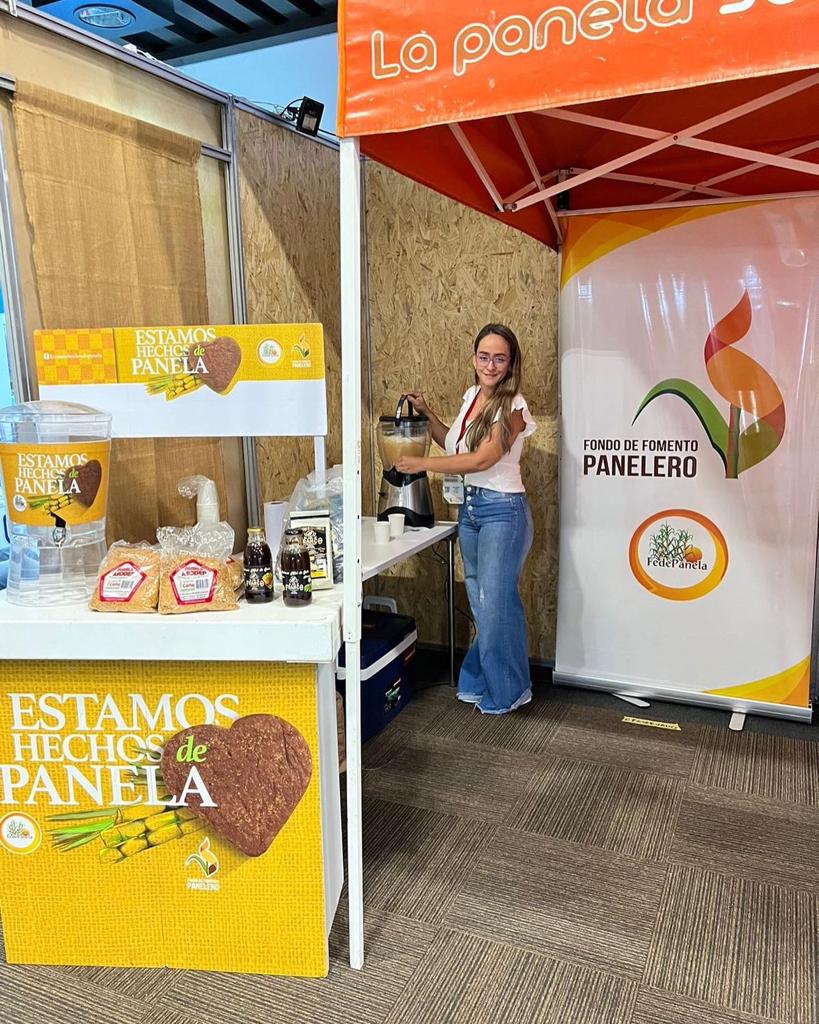 La panela
ESTAMOS
HECHOS de
PANELA
ESTAMOS
HECHOS de
PANELA
FONDO DE FOMENTO
PANELERO
FedePanela
ESTAMOS
HECHOS de
PANELA
FedePanela
FONDO DE FOMENTO
PANELERO